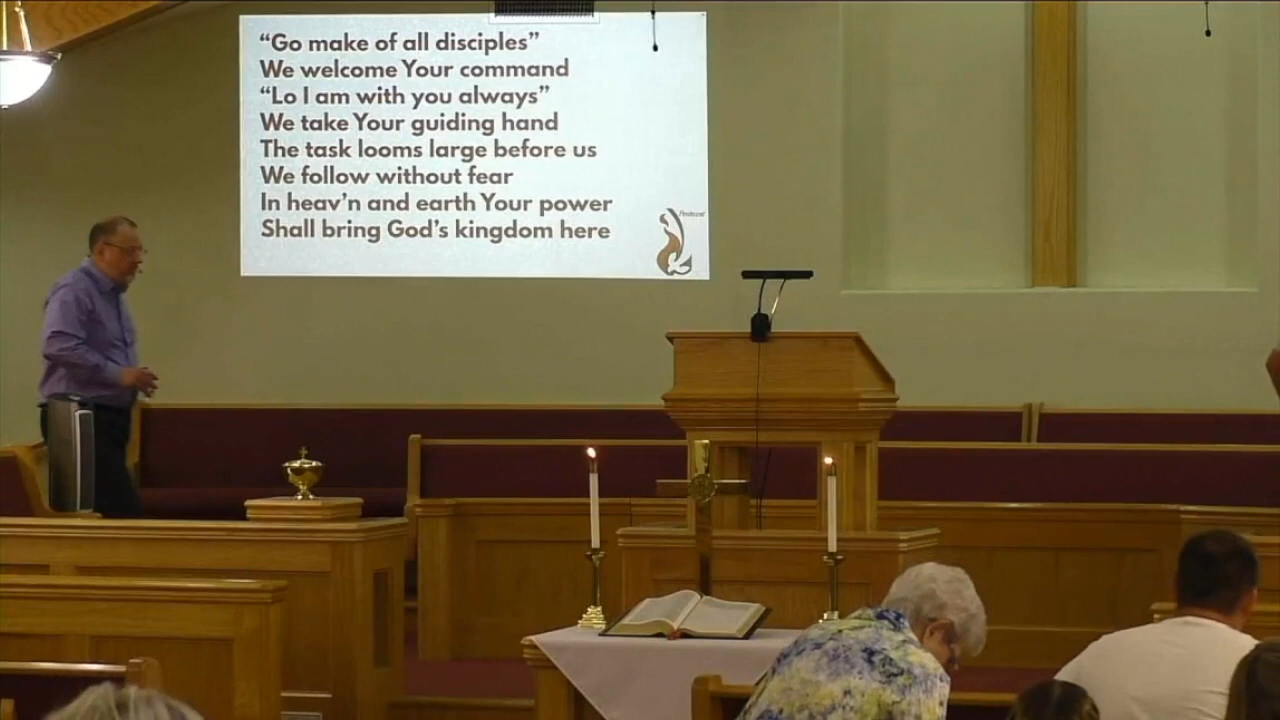 “Go make of all disciples”
We welcome Your command
“Lo I am with you always”
We take Your guiding hand
The task looms large before us
We follow without fear
In heav’n and earth Your power
Shall bring God’s kingdom here
Pentecost